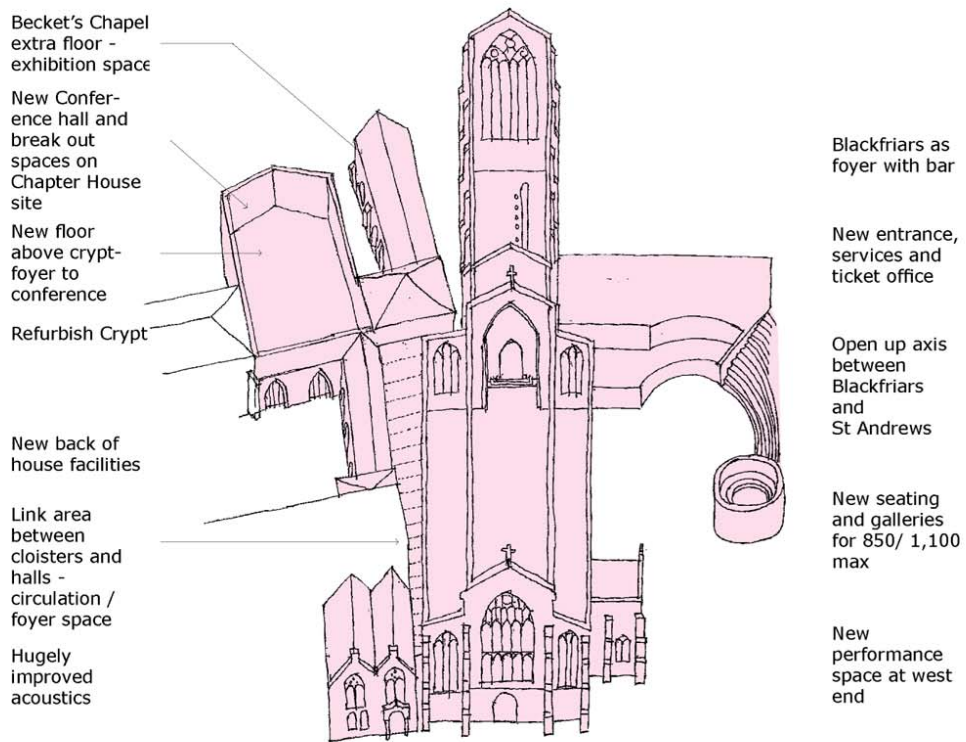 Becket's Chapel
extra floor -
exhibition space
New Confer-
ence hall and
break out
spaces on
Chapter House
site
New floor
above crypt-
foyer to
conference
Refurbish Crypt
New back of
house facilities
Link area
between
cloisters and
halls -
circulation /
foyer space
Hugely
improved
acoustics
Blackfriars as
foyer with bar
New entrance,
services and
ticket office
Open up axis
between
Blackfriars
and
St Andrews
New seating
and galleries
for 850/ 1,100
max
New
performance
space at west
end